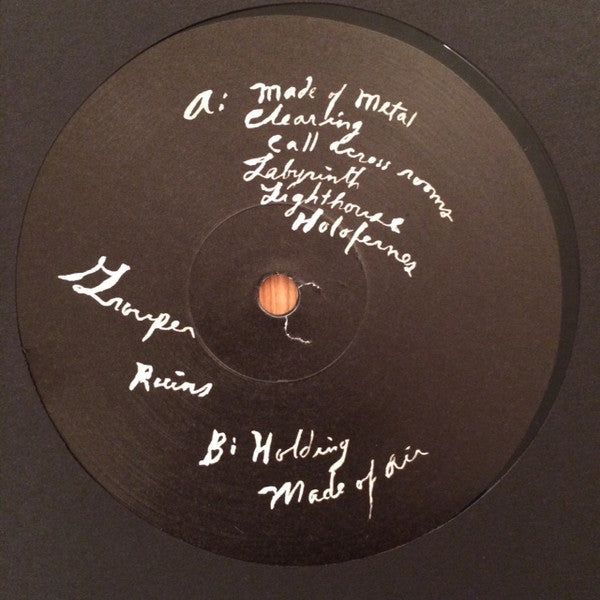 A: Made of Metal
Clearing
Call across rooms
Labyrinth
Lighthouse
Holofernes
Grouper
Ruins
B: Holding
Made of air